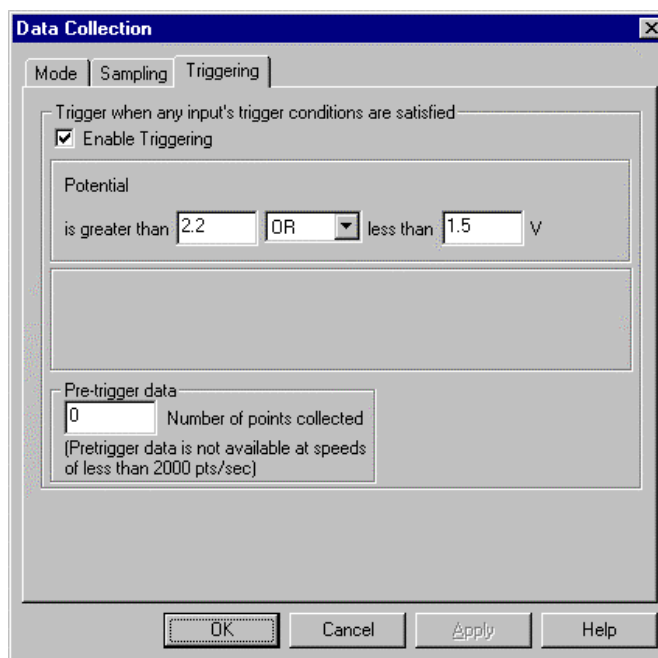 Data Collection
Mode Sampling Triggering
Trigger when any input's trigger conditions are satisfied
Enable Triggering
Potential
is greater than 2.2 OR less than 1.5 V
Pre-trigger data
0 Number of points collected
(Pretrigger data is not available at speeds
of less than 2000 pts/sec)
OK Cancel Apply Help